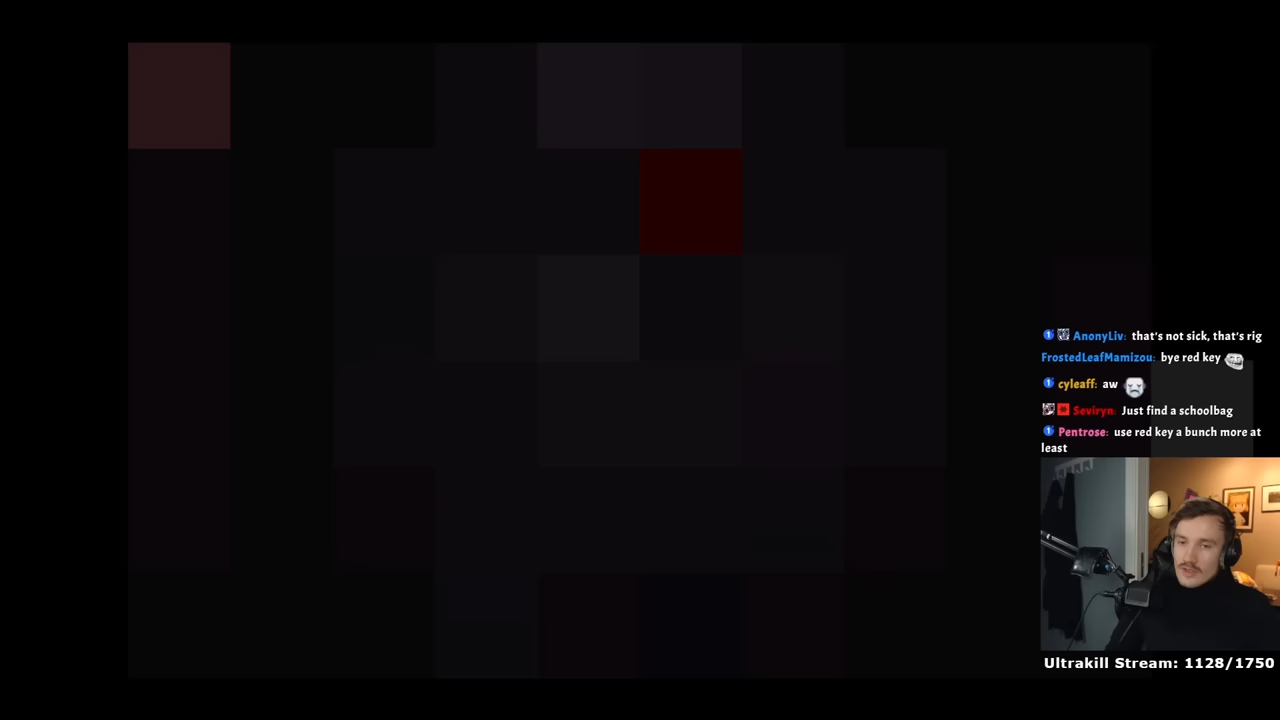 AnonyLiv: that's not sick, that's rig
FrostedLeafMamizou: bye red key
cyleaff: aw
Seviryn: Just find a schoolbag
Pentrose: use red key a bunch more at
least
Ultrakill Stream: 1128/1750